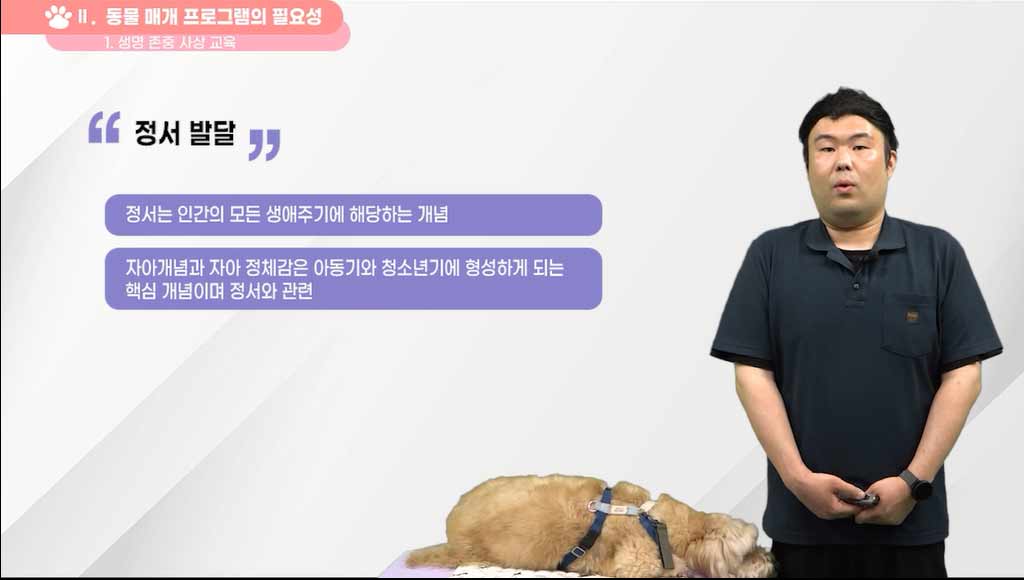 Ⅱ. 동물 매개 프로그램의 필요성
1. 생명 존중 사상 교육
“ 정서 발달 ”
정서는 인간의 모든 생애주기에 해당하는 개념
자아개념과 자아 정체감은 아동기와 청소년기에 형성하게 되는
핵심 개념이며 정서와 관련